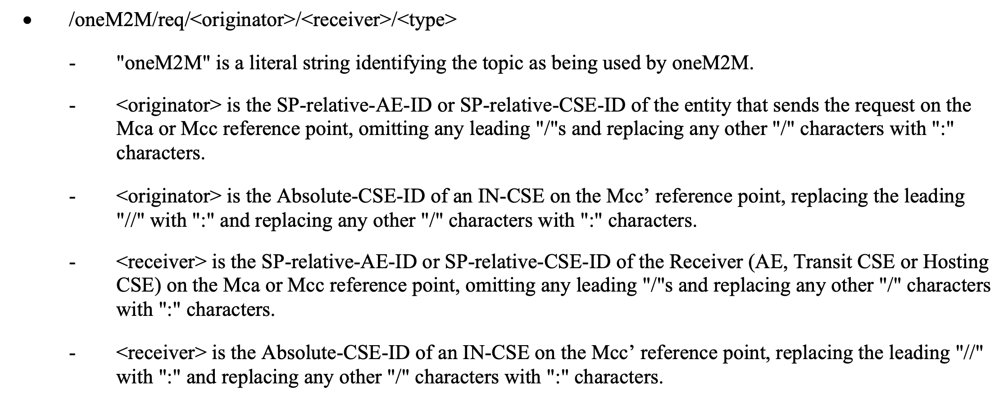 • /oneM2M/req/<originator>/<receiver>/<type>
- "oneM2M" is a literal string identifying the topic as being used by oneM2M.
- <originator> is the SP-relative-AE-ID or SP-relative-CSE-ID of the entity that sends the request on the
Mca or Mcc reference point, omitting any leading "/"s and replacing any other "/" characters with ":"
characters.
- <originator> is the Absolute-CSE-ID of an IN-CSE on the Mcc’ reference point, replacing the leading
"//" with ":" and replacing any other "/" characters with ":" characters.
- <receiver> is the SP-relative-AE-ID or SP-relative-CSE-ID of the Receiver (AE, Transit CSE or Hosting
CSE) on the Mca or Mcc reference point, omitting any leading "/"s and replacing any other "/" characters
with ":" characters.
- <receiver> is the Absolute-CSE-ID of an IN-CSE on the Mcc’ reference point, replacing the leading "//"
with ":" and replacing any other "/" characters with ":" characters.